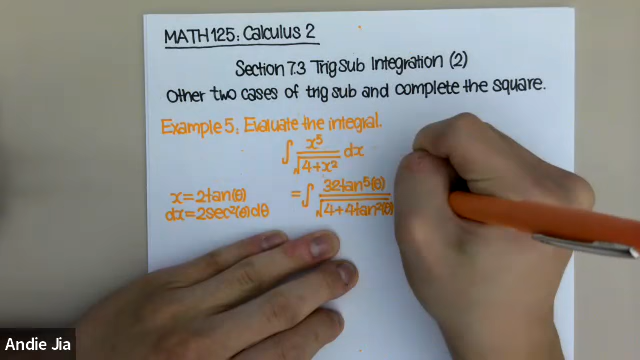 MATH 125: Calculus 2
Section 7.3 Trig Sub Integration (2)
Other two cases of trig sub and complete the square.
Example 5: Evaluate the integral.
∫ x⁵/√(4+x²) dx
x=2tan(θ)
dx=2sec²(θ)dθ
=∫ 32tan⁵(θ)/√(4+4tan²(θ)
Andie Jia